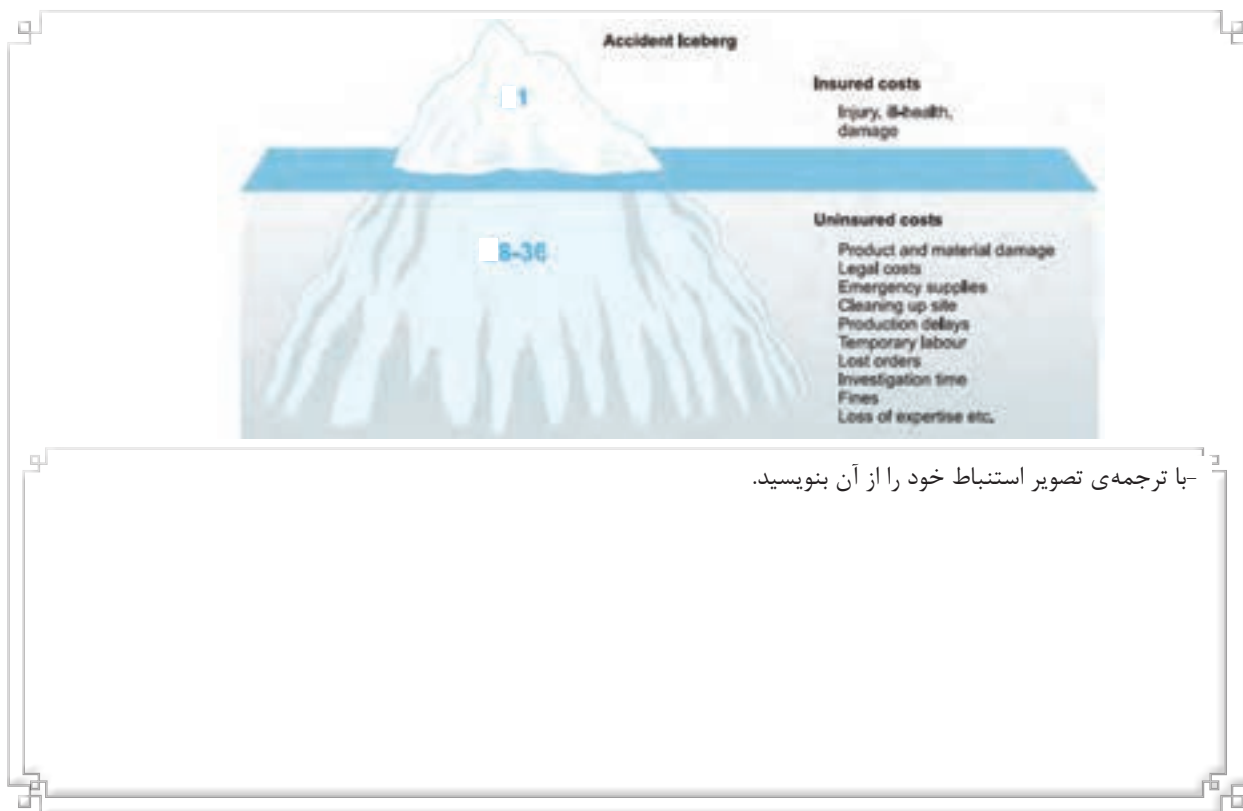 Accident Iceberg
1
Insured costs
Injury, ill-health,
damage
8-36
Uninsured costs
Product and material damage
Legal costs
Emergency supplies
Cleaning up site
Production delays
Temporary labour
Lost orders
Investigation time
Fines
Loss of expertise etc.
-با ترجمه‌ی تصویر استنباط خود را از آن بنویسید.